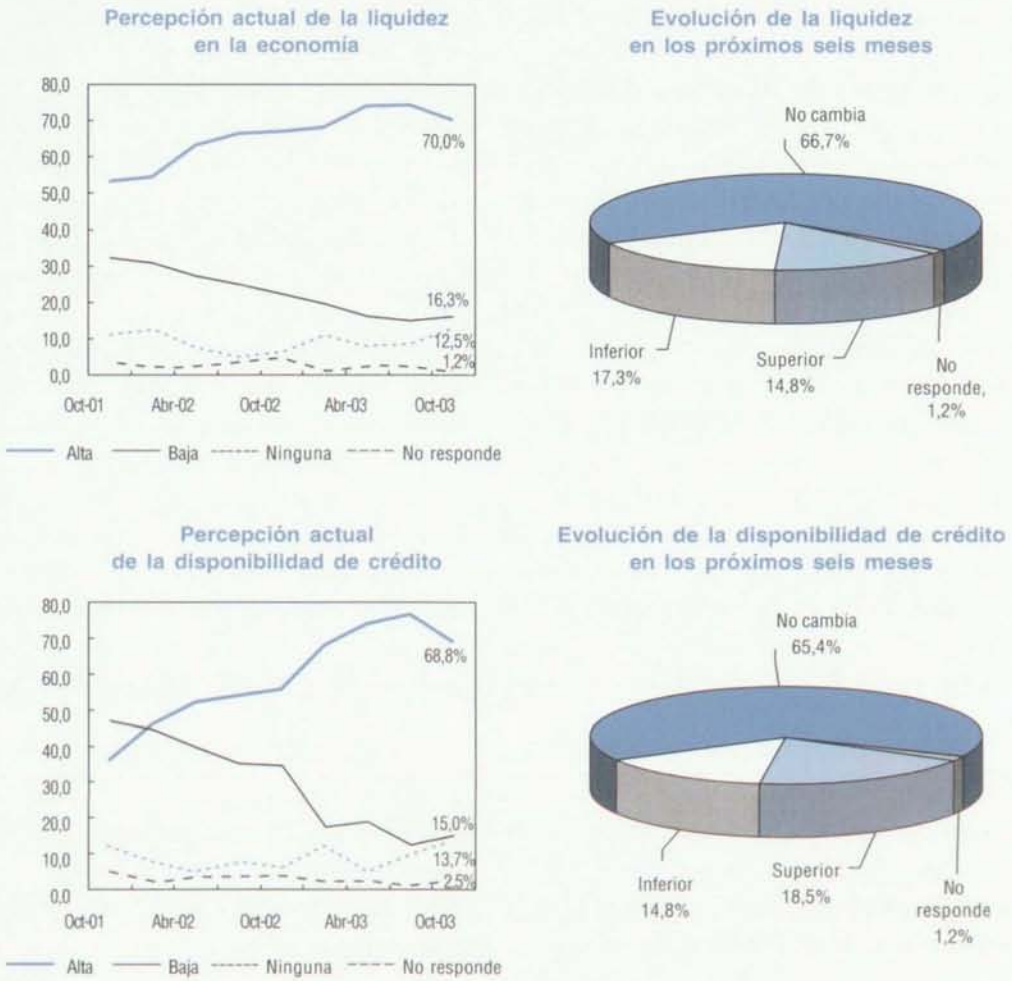 Percepción actual de la liquidez
en la economía
80,0
70,0
60,0
50,0
40,0
30,0
20,0
10,0
0,0
70,0%
16,3%
12,5%
1,2%
Oct-01 Abr-02 Oct-02 Abr-03 Oct-03
Alta Baja Ninguna No responde
Evolución de la liquidez
en los próximos seis meses
No cambia
66,7%
Inferior
17,3%
Superior
14,8%
No
responde,
1,2%
Percepción actual
de la disponibilidad de crédito
80,0
70,0
60,0
50,0
40,0
30,0
20,0
10,0
0,0
68,8%
15,0%
13,7%
2,5%
Oct-01 Abr-02 Oct-02 Abr-03 Oct-03
Alta Baja Ninguna No responde
Evolución de la disponibilidad de crédito
en los próximos seis meses
No cambia
65,4%
Inferior
14,8%
Superior
18,5%
No
responde
1,2%